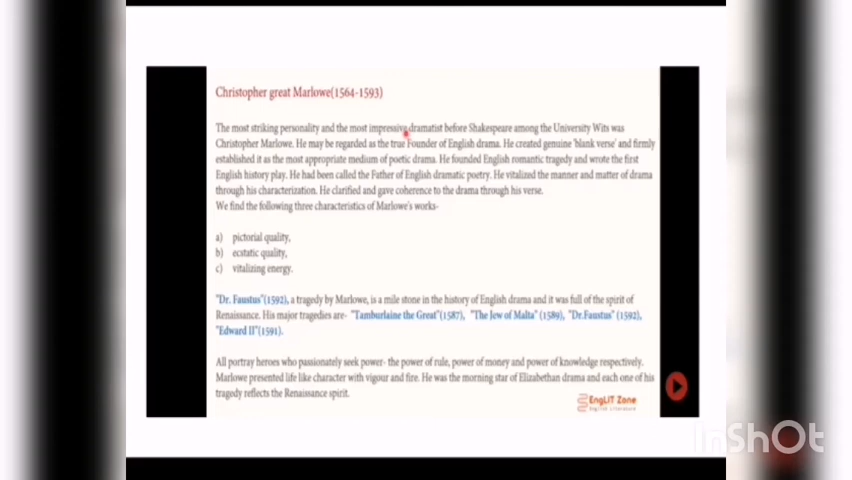 Christopher great Marlowe(1564-1593)
The most striking personality and the most impressive dramatist before Shakespeare among the University Wits was
Christopher Marlowe. He may be regarded as the true Founder of English drama. He created genuine 'blank verse' and firmly
established it as the most appropriate medium of poetic drama. He founded English romantic tragedy and wrote the first
English history play. He had been called the Father of English dramatic poetry. He vitalized the manner and matter of drama
through his characterization. He clarified and gave coherence to the drama through his verse.
We find the following three characteristics of Marlowe's works-
a) pictorial quality,
b) ecstatic quality,
c) vitalizing energy.
"Dr. Faustus"(1592), a tragedy by Marlowe, is a mile stone in the history of English drama and it was full of the spirit of
Renaissance. His major tragedies are- "Tamburlaine the Great"(1587), "The Jew of Malta" (1589), "Dr.Faustus" (1592),
"Edward II"(1591).
All portray heroes who passionately seek power- the power of rule, power of money and power of knowledge respectively.
Marlowe presented life like character with vigour and fire. He was the morning star of Elizabethan drama and each one of his
tragedy reflects the Renaissance spirit.
EngLIT Zone
English Literature
InShOt